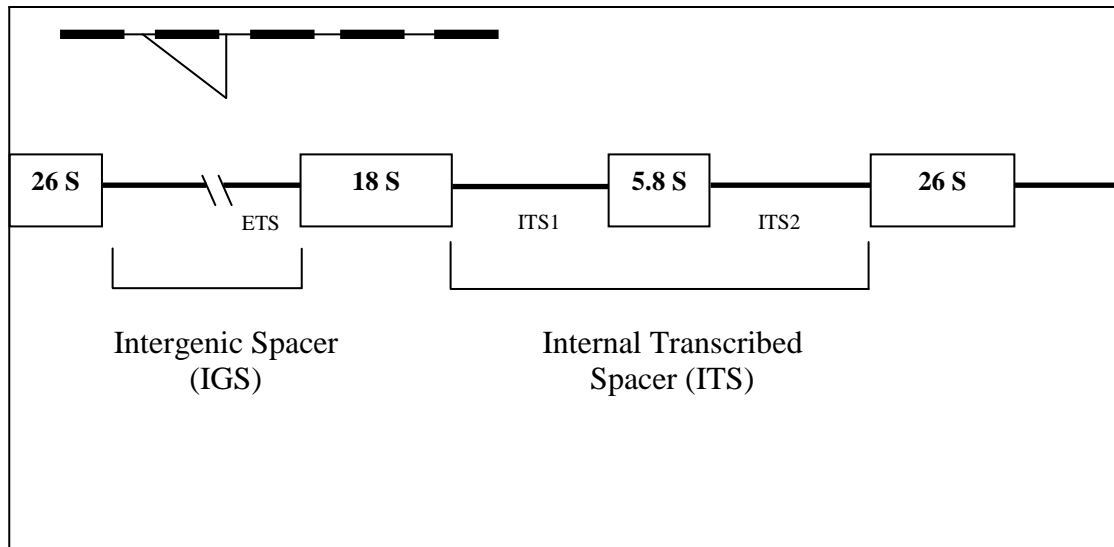 26 S
18 S
5.8 S
26 S
ETS
ITS1
ITS2
Intergenic Spacer
(IGS)
Internal Transcribed
Spacer (ITS)